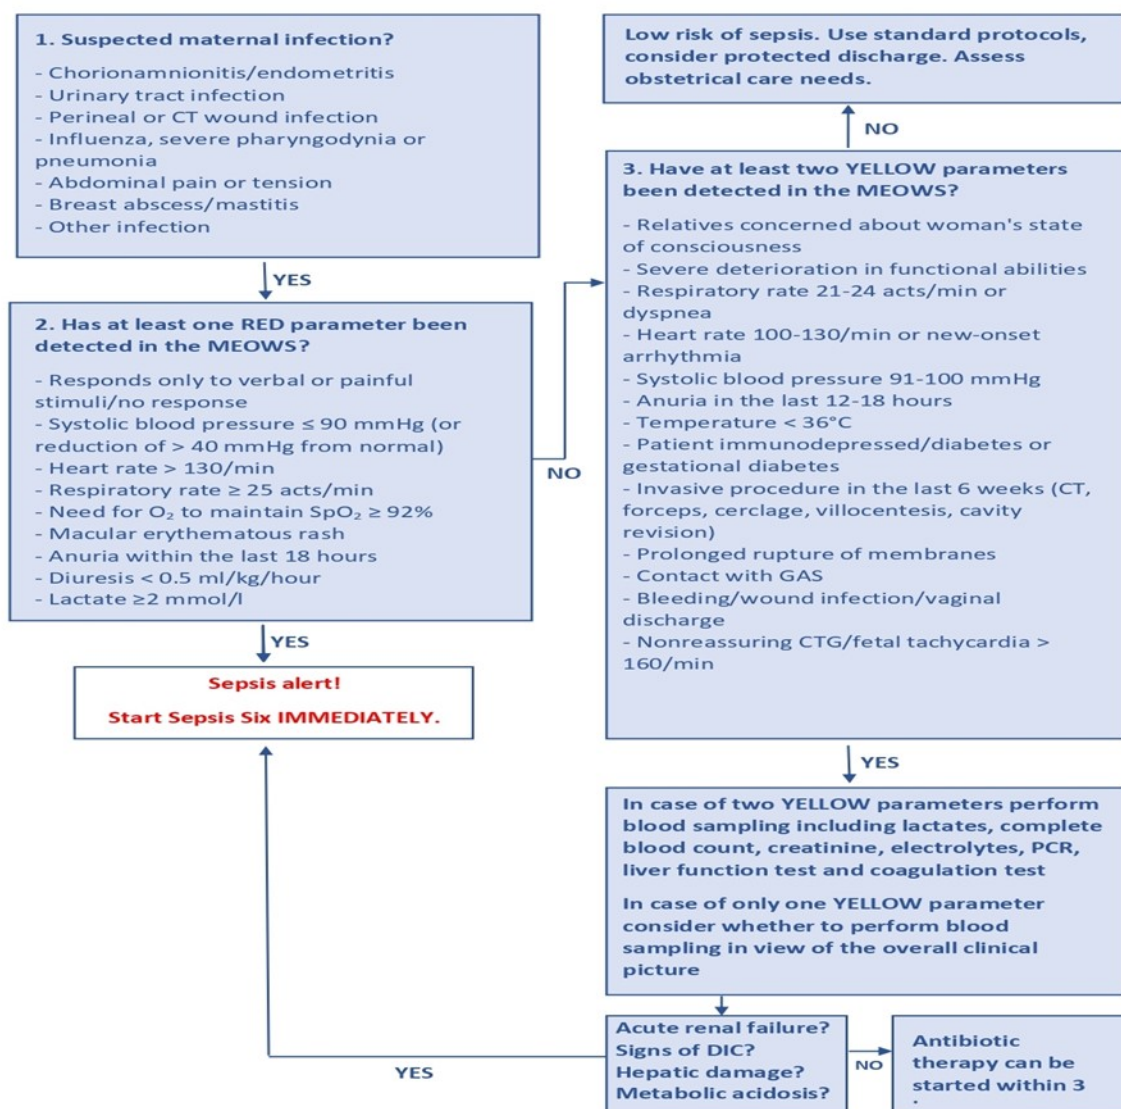 1. Suspected maternal infection?
- Chorionamnionitis/endometritis
- Urinary tract infection
- Perineal or CT wound infection
- Influenza, severe pharyngodynia or
pneumonia
- Abdominal pain or tension
- Breast abscess/mastitis
- Other infection
YES
2. Has at least one RED parameter been
detected in the MEOWS?
- Responds only to verbal or painful
stimuli/no response
- Systolic blood pressure ≤ 90 mmHg (or
reduction of > 40 mmHg from normal)
- Heart rate > 130/min
- Respiratory rate ≥ 25 acts/min
- Need for O₂ to maintain SpO₂ ≥ 92%
- Macular erythematous rash
- Anuria within the last 18 hours
- Diuresis < 0.5 ml/kg/hour
- Lactate ≥2 mmol/l
NO
YES
Sepsis alert!
Start Sepsis Six IMMEDIATELY.
Low risk of sepsis. Use standard protocols,
consider protected discharge. Assess
obstetrical care needs.
NO
3. Have at least two YELLOW parameters
been detected in the MEOWS?
- Relatives concerned about woman's state
of consciousness
- Severe deterioration in functional abilities
- Respiratory rate 21-24 acts/min or
dyspnea
- Heart rate 100-130/min or new-onset
arrhythmia
- Systolic blood pressure 91-100 mmHg
- Anuria in the last 12-18 hours
- Temperature < 36°C
- Patient immunodepressed/diabetes or
gestational diabetes
- Invasive procedure in the last 6 weeks (CT,
forceps, cerclage, villocentesis, cavity
revision)
- Prolonged rupture of membranes
- Contact with GAS
- Bleeding/wound infection/vaginal
discharge
- Nonreassuring CTG/fetal tachycardia >
160/min
YES
In case of two YELLOW parameters perform
blood sampling including lactates, complete
blood count, creatinine, electrolytes, PCR,
liver function test and coagulation test
In case of only one YELLOW parameter
consider whether to perform blood
sampling in view of the overall clinical
picture
Acute renal failure?
Signs of DIC?
Hepatic damage?
Metabolic acidosis?
YES
NO
Antibiotic
therapy can be
started within 3